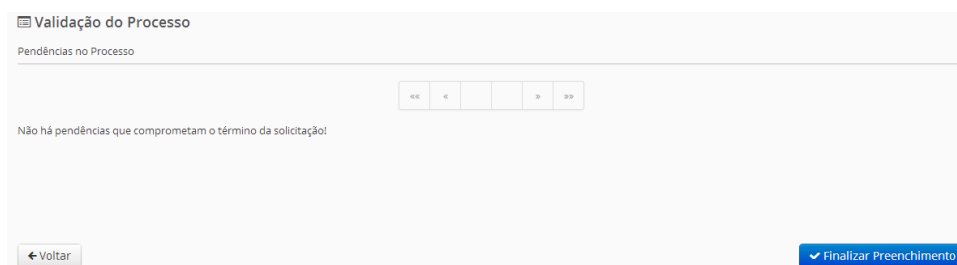 Validação do Processo
Pendências no Processo
«« « » »»
Não há pendências que comprometam o término da solicitação!
Voltar
Finalizar Preenchimento